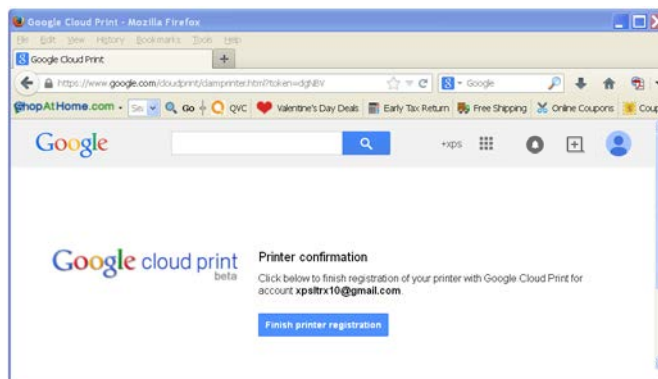 Google Cloud Print - Mozilla Firefox
File Edit View History Bookmarks Tools Help
Google Cloud Print
https://www.google.com/cloudprint/claimprinter.html?token=dgNBV
Google
ShopAtHome.com Go QVC Valentine's Day Deals Early Tax Return Free Shipping Online Coupons Coup
Google +xps
Google cloud print
beta
Printer confirmation
Click below to finish registration of your printer with Google Cloud Print for
account xpsltrx10@gmail.com.
Finish printer registration